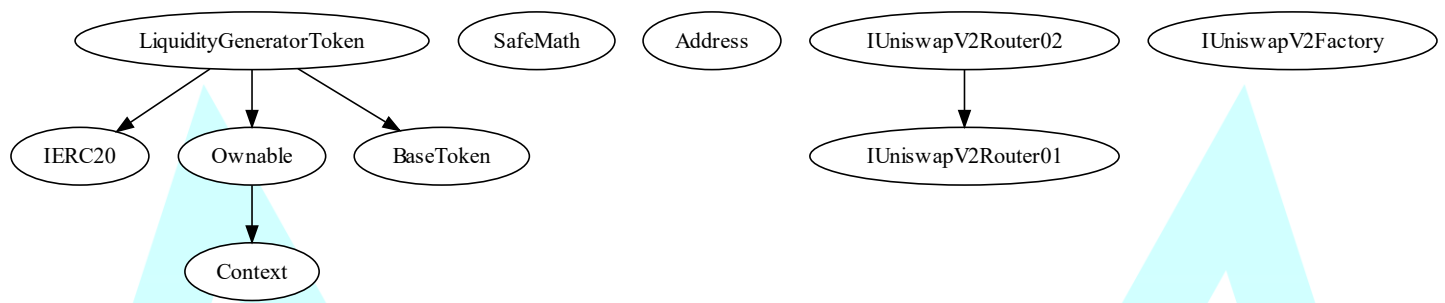 LiquidityGeneratorToken
SafeMath
Address
IUniswapV2Router02
IUniswapV2Factory
IERC20
Ownable
BaseToken
IUniswapV2Router01
Context